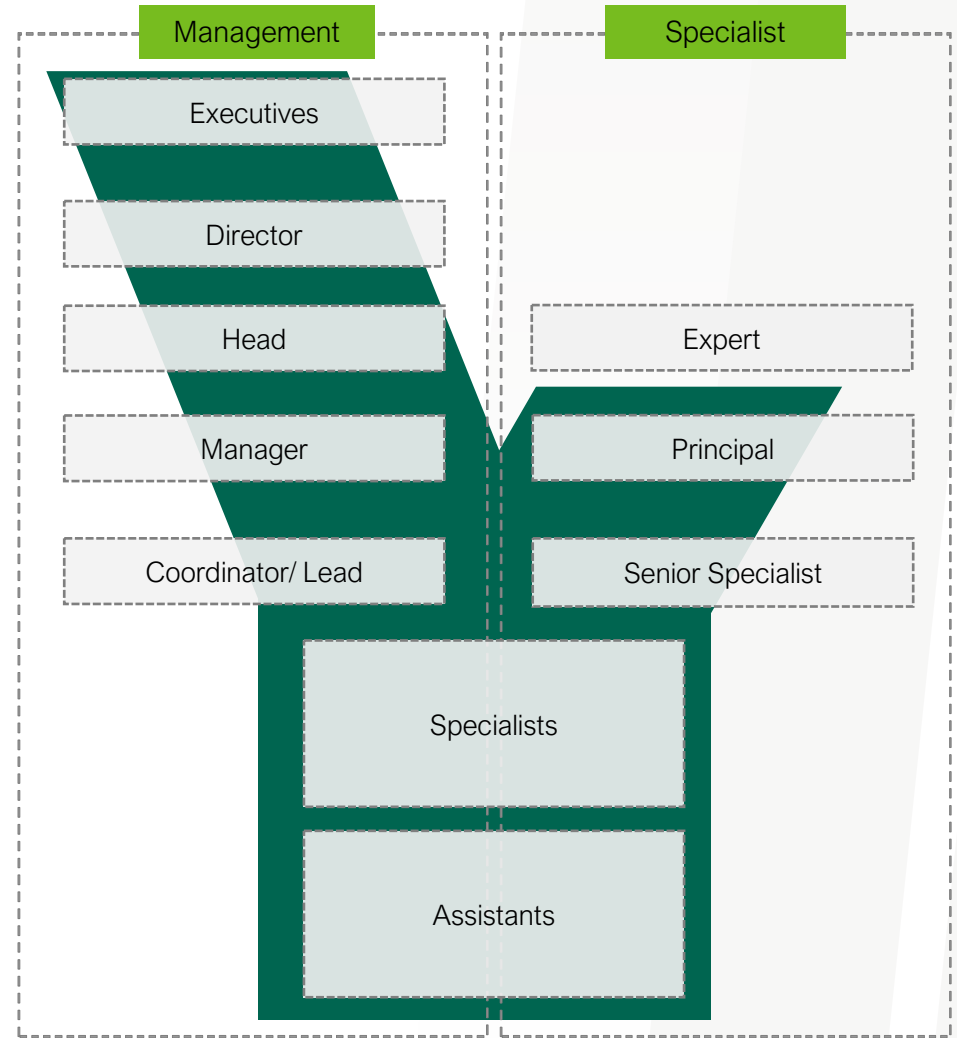 Management
Specialist
Executives
Director
Head
Expert
Manager
Principal
Coordinator/ Lead
Senior Specialist
Specialists
Assistants